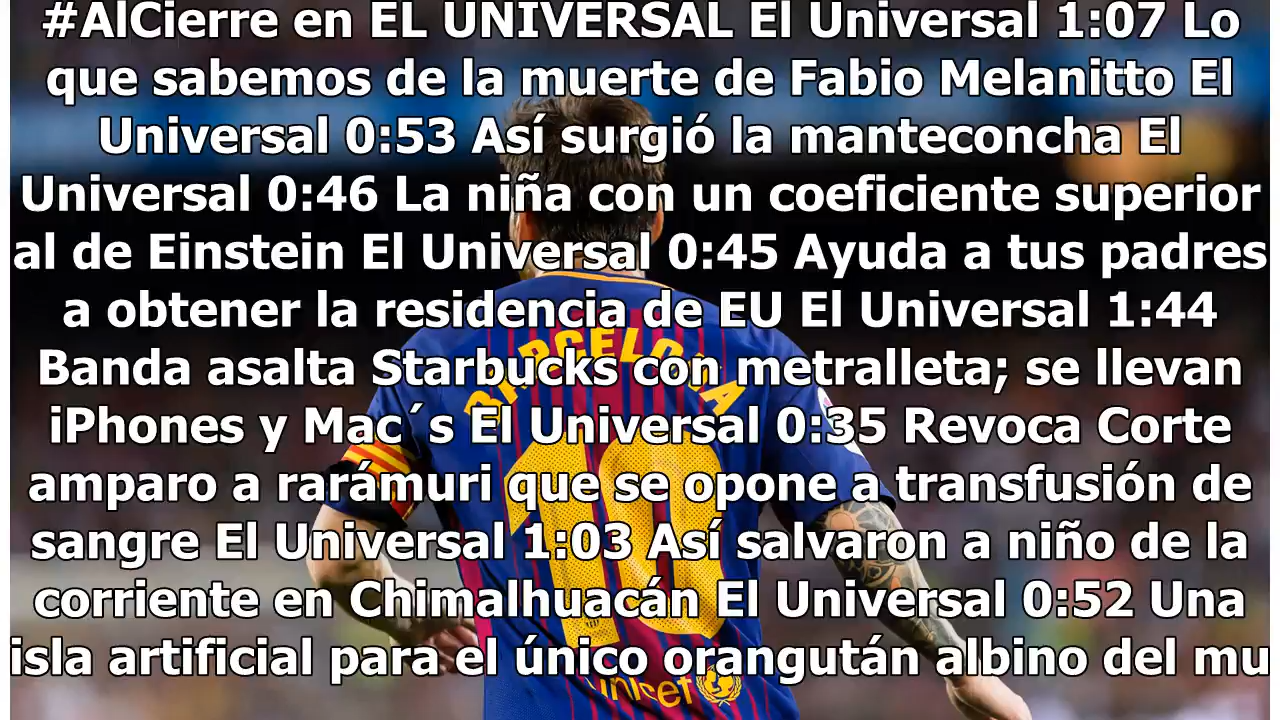 #AlCierre en EL UNIVERSAL El Universal 1:07 Lo
que sabemos de la muerte de Fabio Melanitto El
Universal 0:53 Así surgió la manteconcha El
Universal 0:46 La niña con un coeficiente superior
al de Einstein El Universal 0:45 Ayuda a tus padres
a obtener la residencia de EU El Universal 1:44
Banda asalta Starbucks con metralleta; se llevan
iPhones y Mac´s El Universal 0:35 Revoca Corte
amparo a rarámuri que se opone a transfusión de
sangre El Universal 1:03 Así salvaron a niño de la
corriente en Chimalhuacán El Universal 0:52 Una
isla artificial para el único orangután albino del mu
BARCELONA
10
unicef